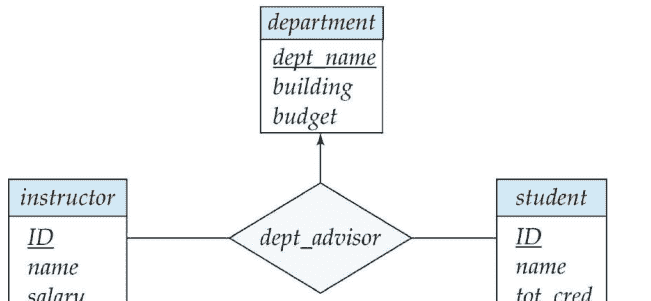 department
dept_name
building
budget
instructor
ID
name
salary
dept_advisor
student
ID
name
tot_cred